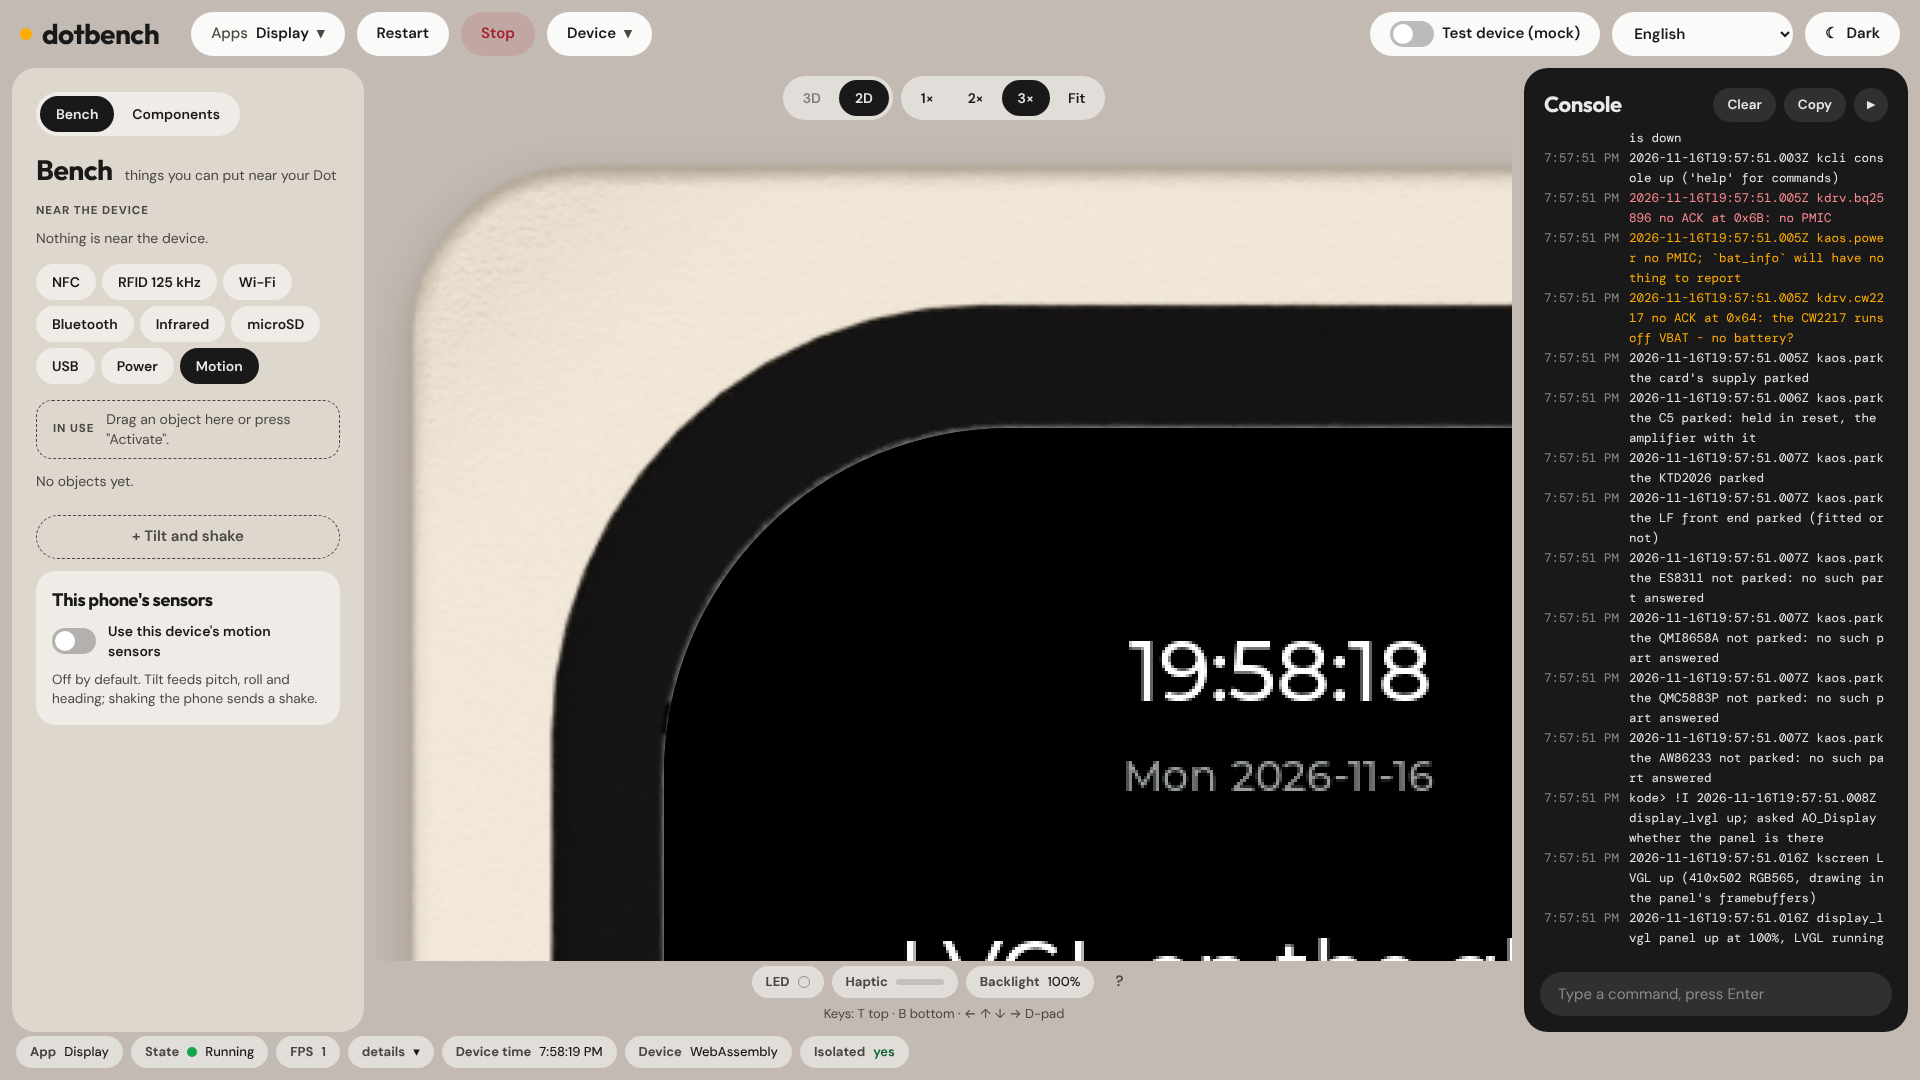 dotbench
Apps Display ▾
Restart
Stop
Device ▾
Test device (mock)
English
☾ Dark
Bench
Components
Bench things you can put near your Dot
NEAR THE DEVICE
Nothing is near the device.
NFC
RFID 125 kHz
Wi-Fi
Bluetooth
Infrared
microSD
USB
Power
Motion
IN USE
Drag an object here or press
"Activate".
No objects yet.
+ Tilt and shake
This phone's sensors
Use this device's motion
sensors
Off by default. Tilt feeds pitch, roll and
heading; shaking the phone sends a shake.
3D
2D
1×
2×
3×
Fit
19:58:18
Mon 2026-11-16
LED
Haptic
Backlight 100%
?
Keys: T top · B bottom · ← ↑ ↓ → D-pad
Console
Clear
Copy
▶
is down
7:57:51 PM 2026-11-16T19:57:51.003Z kcli cons
ole up ('help' for commands)
7:57:51 PM 2026-11-16T19:57:51.005Z kdrv.bq25
896 no ACK at 0x6B: no PMIC
7:57:51 PM 2026-11-16T19:57:51.005Z kaos.powe
r no PMIC; `bat_info` will have no
thing to report
7:57:51 PM 2026-11-16T19:57:51.005Z kdrv.cw22
17 no ACK at 0x64: the CW2217 runs
off VBAT - no battery?
7:57:51 PM 2026-11-16T19:57:51.005Z kaos.park
the card's supply parked
7:57:51 PM 2026-11-16T19:57:51.006Z kaos.park
the C5 parked: held in reset, the
amplifier with it
7:57:51 PM 2026-11-16T19:57:51.007Z kaos.park
the KTD2026 parked
7:57:51 PM 2026-11-16T19:57:51.007Z kaos.park
the LF front end parked (fitted or
not)
7:57:51 PM 2026-11-16T19:57:51.007Z kaos.park
the ES8311 not parked: no such par
t answered
7:57:51 PM 2026-11-16T19:57:51.007Z kaos.park
the QMI8658A not parked: no such p
art answered
7:57:51 PM 2026-11-16T19:57:51.007Z kaos.park
the QMC5883P not parked: no such p
art answered
7:57:51 PM 2026-11-16T19:57:51.007Z kaos.park
the AW86233 not parked: no such pa
rt answered
7:57:51 PM kode> !I 2026-11-16T19:57:51.008Z
display_lvgl up; asked AO_Display
whether the panel is there
7:57:51 PM 2026-11-16T19:57:51.016Z kscreen L
VGL up (410x502 RGB565, drawing in
the panel's framebuffers)
7:57:51 PM 2026-11-16T19:57:51.016Z display_l
vgl panel up at 100%, LVGL running
Type a command, press Enter
App Display
State Running
FPS 1
details ▾
Device time 7:58:19 PM
Device WebAssembly
Isolated yes